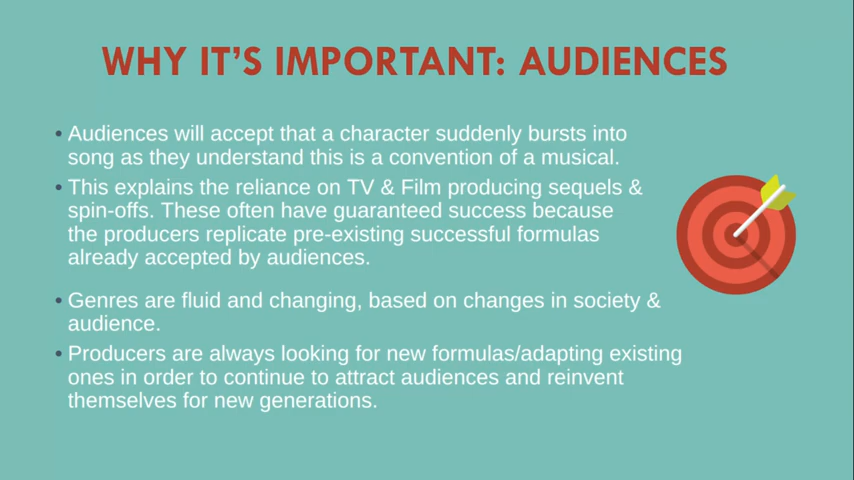 WHY IT'S IMPORTANT: AUDIENCES
• Audiences will accept that a character suddenly bursts into
song as they understand this is a convention of a musical.
• This explains the reliance on TV & Film producing sequels &
spin-offs. These often have guaranteed success because
the producers replicate pre-existing successful formulas
already accepted by audiences.
• Genres are fluid and changing, based on changes in society &
audience.
• Producers are always looking for new formulas/adapting existing
ones in order to continue to attract audiences and reinvent
themselves for new generations.